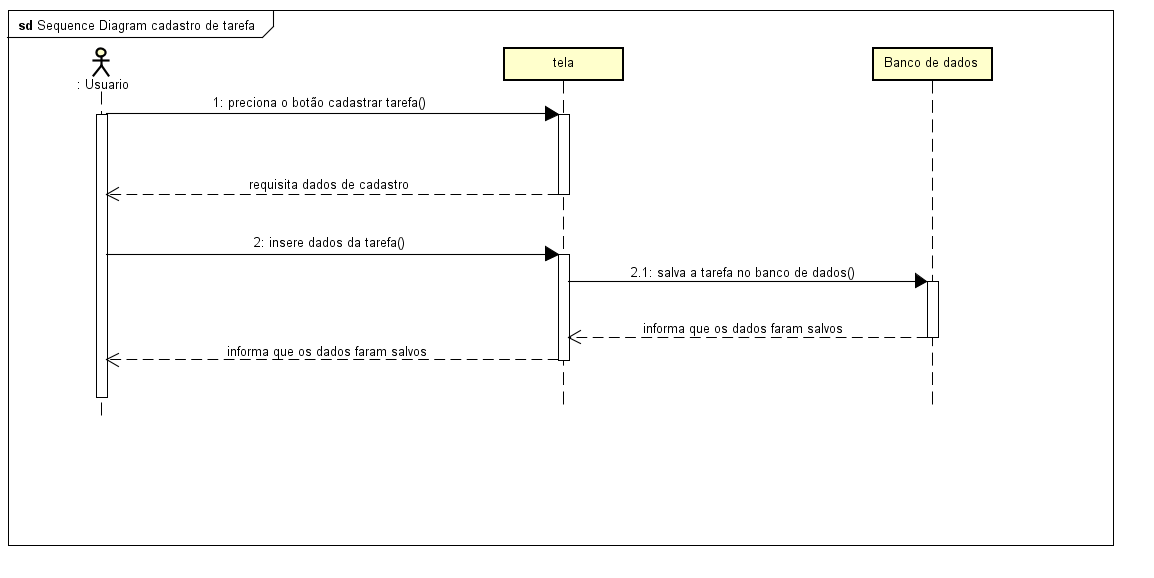 sd Sequence Diagram cadastro de tarefa
: Usuario
tela
Banco de dados
1: preciona o botão cadastrar tarefa()
requisita dados de cadastro
2: insere dados da tarefa()
2.1: salva a tarefa no banco de dados()
informa que os dados faram salvos
informa que os dados faram salvos